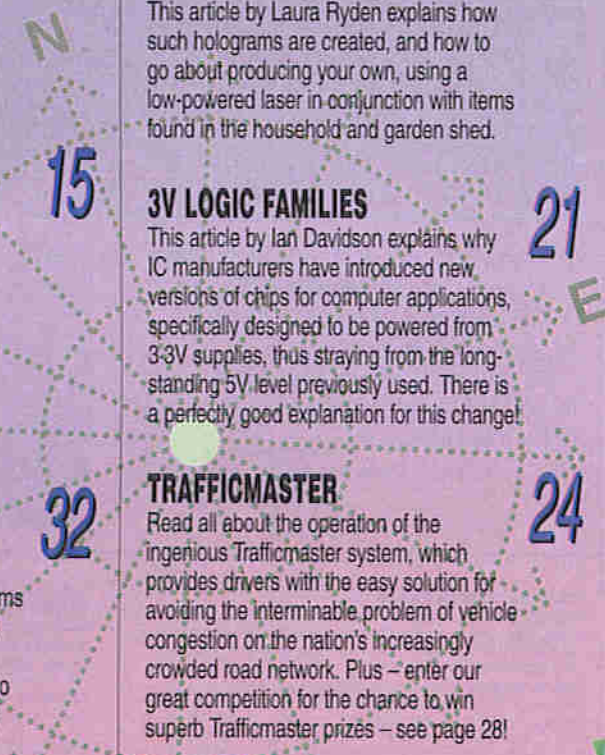 N
This article by Laura Ryden explains how
such holograms are created, and how to
go about producing your own, using a
low-powered laser in conjunction with items
found in the household and garden shed.
15
3V LOGIC FAMILIES
21
This article by Ian Davidson explains why
IC manufacturers have introduced new
versions of chips for computer applications,
specifically designed to be powered from
3·3V supplies, thus straying from the long-
standing 5V level previously used. There is
a perfectly good explanation for this change!
E
32
TRAFFICMASTER
24
Read all about the operation of the
ingenious Trafficmaster system, which
provides drivers with the easy solution for
avoiding the interminable problem of vehicle
congestion on the nation's increasingly
crowded road network. Plus – enter our
great competition for the chance to win
superb Trafficmaster prizes – see page 28!
ms
o